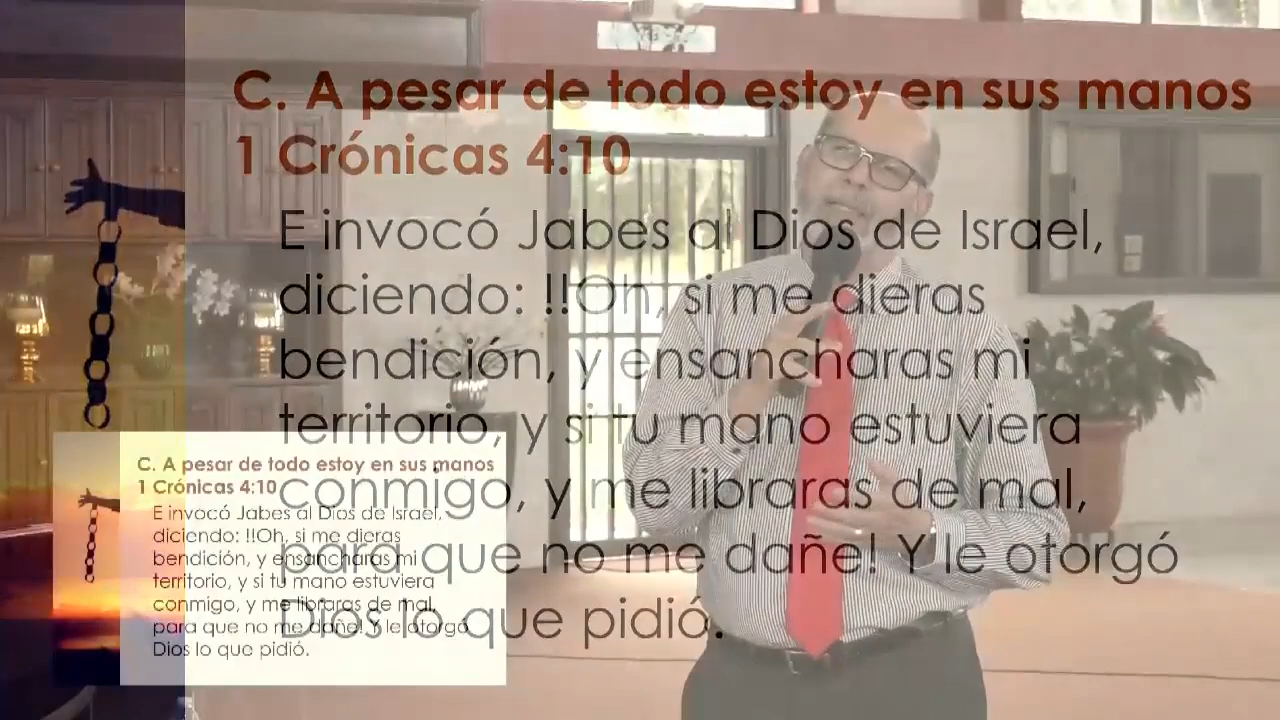 C. A pesar de todo estoy en sus manos
1 Crónicas 4:10
E invocó Jabes al Dios de Israel,
diciendo: !!Oh, si me dieras
bendición, y ensancharas mi
territorio, y si tu mano estuviera
conmigo, y me libraras de mal,
para que no me dañe! Y le otorgó
Dios lo que pidió.
C. A pesar de todo estoy en sus manos
1 Crónicas 4:10
E invocó Jabes al Dios de Israel,
diciendo: !!Oh, si me dieras
bendición, y ensancharas mi
territorio, y si tu mano estuviera
conmigo, y me libraras de mal,
para que no me dañe! Y le otorgó
Dios lo que pidió.